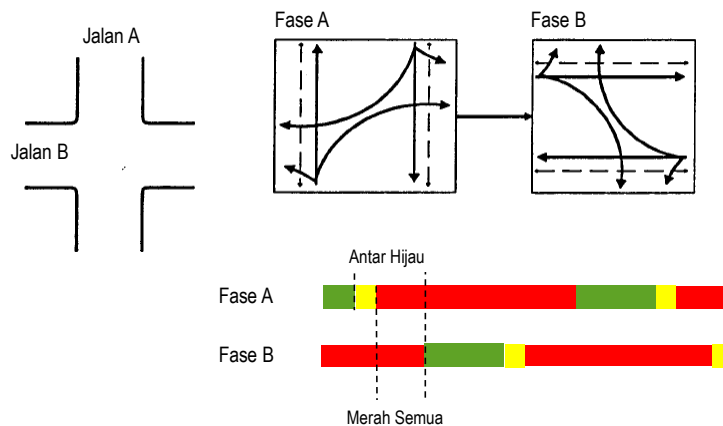 Jalan A
Fase A
Fase B
Jalan B
Antar Hijau
Fase A
Fase B
Merah Semua